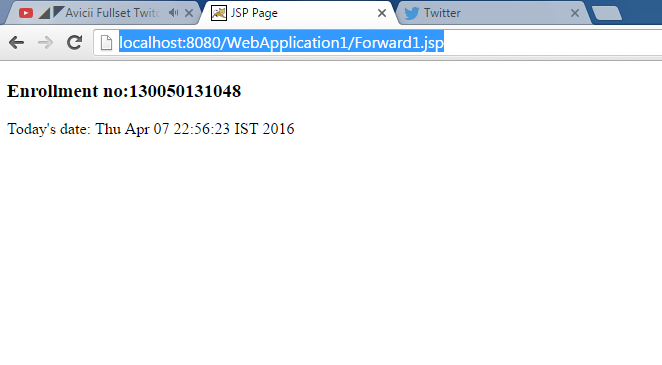 Avicii Fullset Twitc
JSP Page
Twitter
localhost:8080/WebApplication1/Forward1.jsp
Enrollment no:130050131048
Today's date: Thu Apr 07 22:56:23 IST 2016